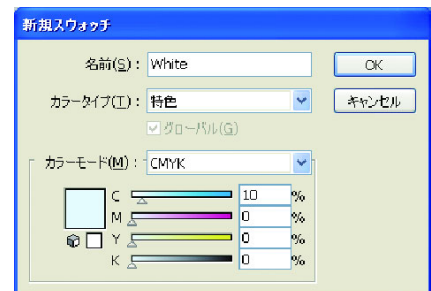 新規スウォッチ
名前(S): White
OK
カラータイプ(T): 特色
キャンセル
グローバル(G)
カラーモード(M): CMYK
C 10 %
M 0 %
Y 0 %
K 0 %